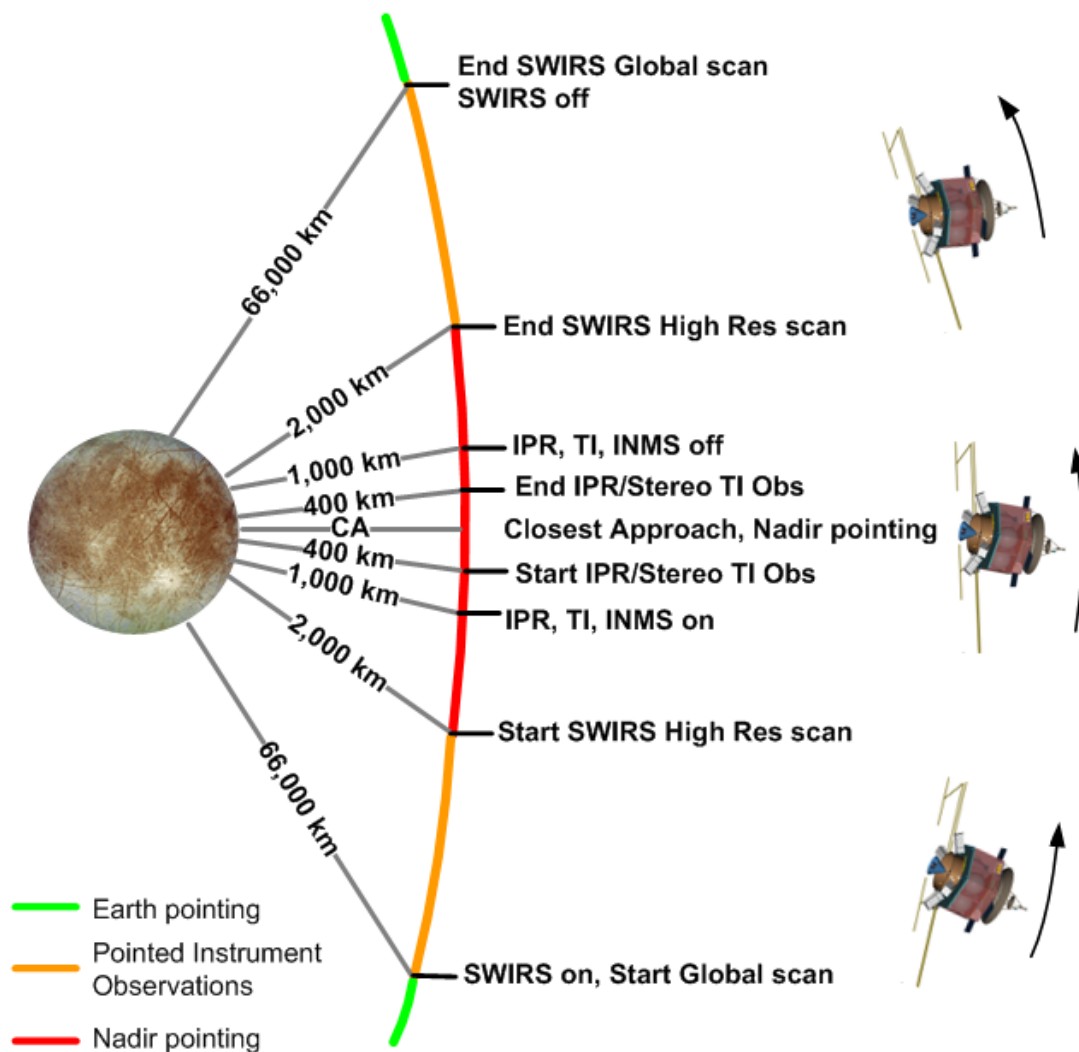 End SWIRS Global scan
SWIRS off
66,000 km
End SWIRS High Res scan
2,000 km
IPR, TI, INMS off
1,000 km
End IPR/Stereo TI Obs
400 km
CA
Closest Approach, Nadir pointing
400 km
Start IPR/Stereo TI Obs
1,000 km
IPR, TI, INMS on
2,000 km
Start SWIRS High Res scan
66,000 km
Earth pointing
Pointed Instrument
Observations
SWIRS on, Start Global scan
Nadir pointing